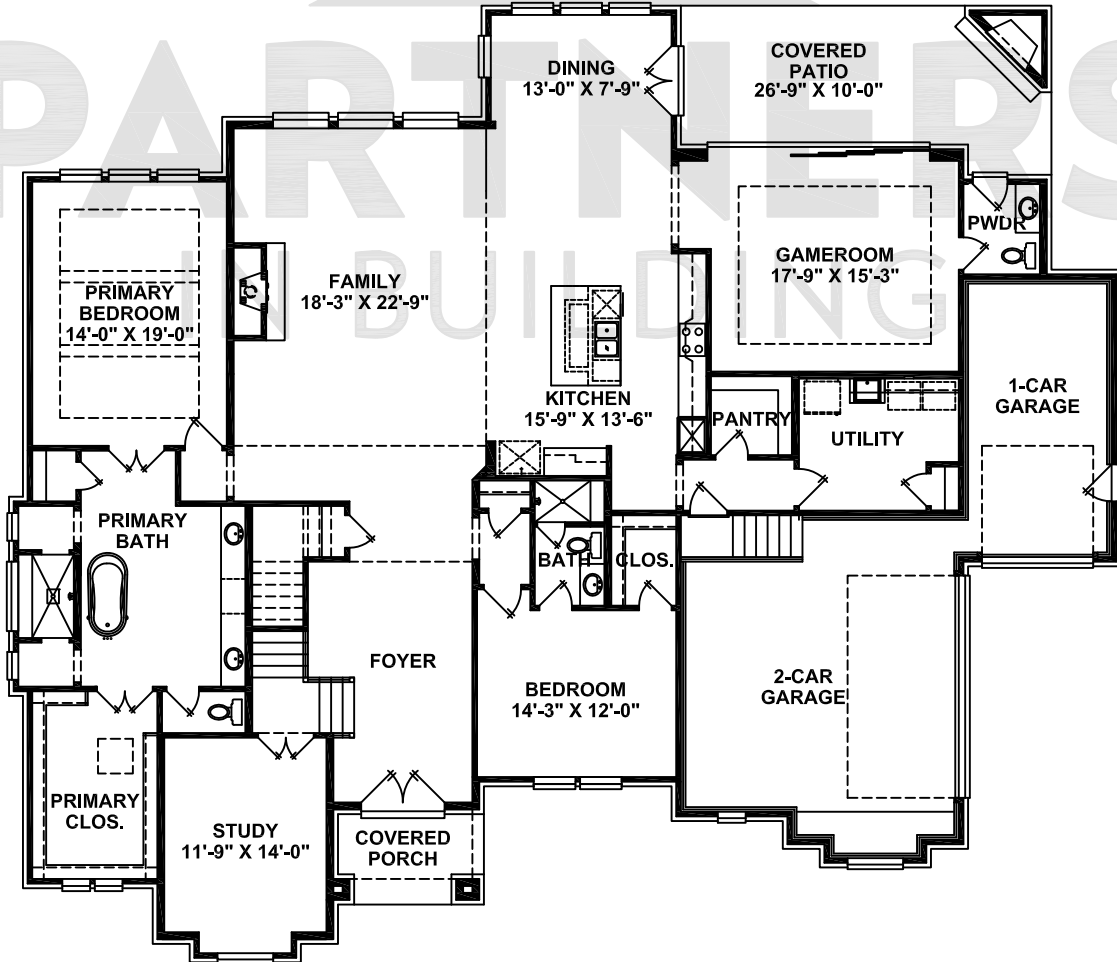 PARTNERS
IN BUILDING
DINING
13'-0" X 7'-9"
COVERED
PATIO
26'-9" X 10'-0"
PWDR
GAMEROOM
17'-9" X 15'-3"
FAMILY
18'-3" X 22'-9"
PRIMARY
BEDROOM
14'-0" X 19'-0"
KITCHEN
15'-9" X 13'-6"
1-CAR
GARAGE
PANTRY
UTILITY
PRIMARY
BATH
BATH
CLOS.
FOYER
BEDROOM
14'-3" X 12'-0"
2-CAR
GARAGE
PRIMARY
CLOS.
STUDY
11'-9" X 14'-0"
COVERED
PORCH